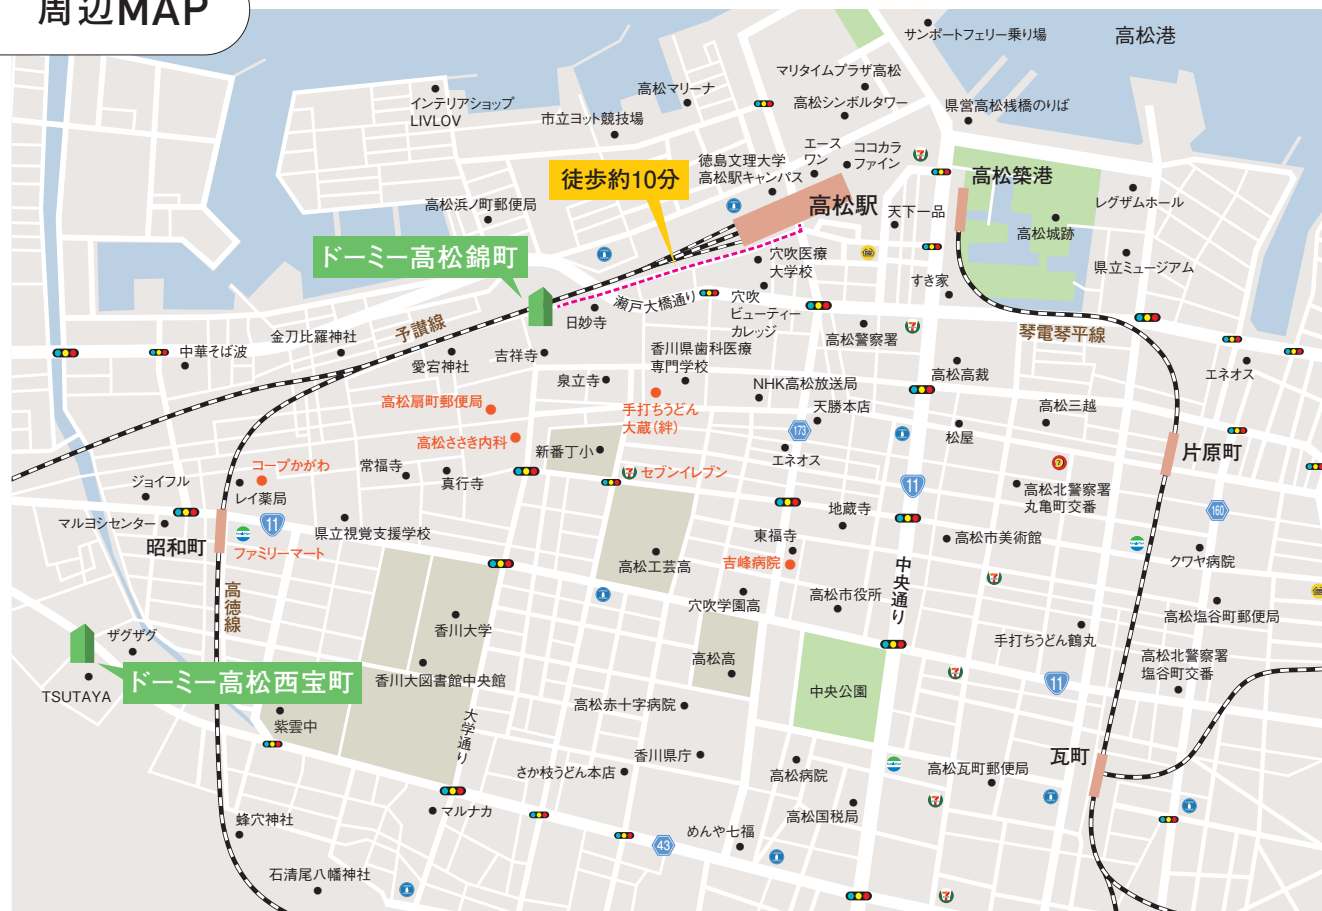 周辺MAP
サンポートフェリー乗り場
高松港
マリタイムプラザ高松
高松マリーナ
インテリアショップ
LIVLOV
高松シンボルタワー
県営高松桟橋のりば
市立ヨット競技場
エース
ワン
ココカラ
ファイン
7
徳島文理大学
高松駅キャンパス
徒歩約10分
高松築港
レグザムホール
高松浜ノ町郵便局
高松駅
天下一品
高松城跡
ドーミー高松錦町
穴吹医療
大学校
県立ミュージアム
すき家
瀬戸大橋通り
穴吹
ビューティー
カレッジ
日妙寺
予讃線
金刀比羅神社
高松警察署
7
琴電琴平線
中華そば波
愛宕神社
吉祥寺
香川県歯科医療
専門学校
高松高裁
エネオス
泉立寺
NHK高松放送局
高松扇町郵便局
手打ちうどん
大蔵(絆)
天勝本店
高松三越
173
松屋
高松ささき内科
新番丁小
エネオス
片原町
コープかがわ
常福寺
真行寺
7
セブンイレブン
ジョイフル
レイ薬局
11
高松北警察署
丸亀町交番
160
マルヨシセンター
11
県立視覚支援学校
地蔵寺
昭和町
ファミリーマート
東福寺
高松市美術館
クワヤ病院
高松工芸高
吉峰病院
中央通り
7
高徳線
穴吹学園高
高松市役所
高松塩谷町郵便局
香川大学
手打ちうどん鶴丸
ザグザグ
高松高
高松北警察署
塩谷町交番
7
11
ドーミー高松西宝町
TSUTAYA
香川大図書館中央館
中央公園
紫雲中
大学通り
高松赤十字病院
香川県庁
瓦町
さか枝うどん本店
高松病院
高松瓦町郵便局
7
マルナカ
高松国税局
蜂穴神社
めんや七福
43
石清尾八幡神社
7